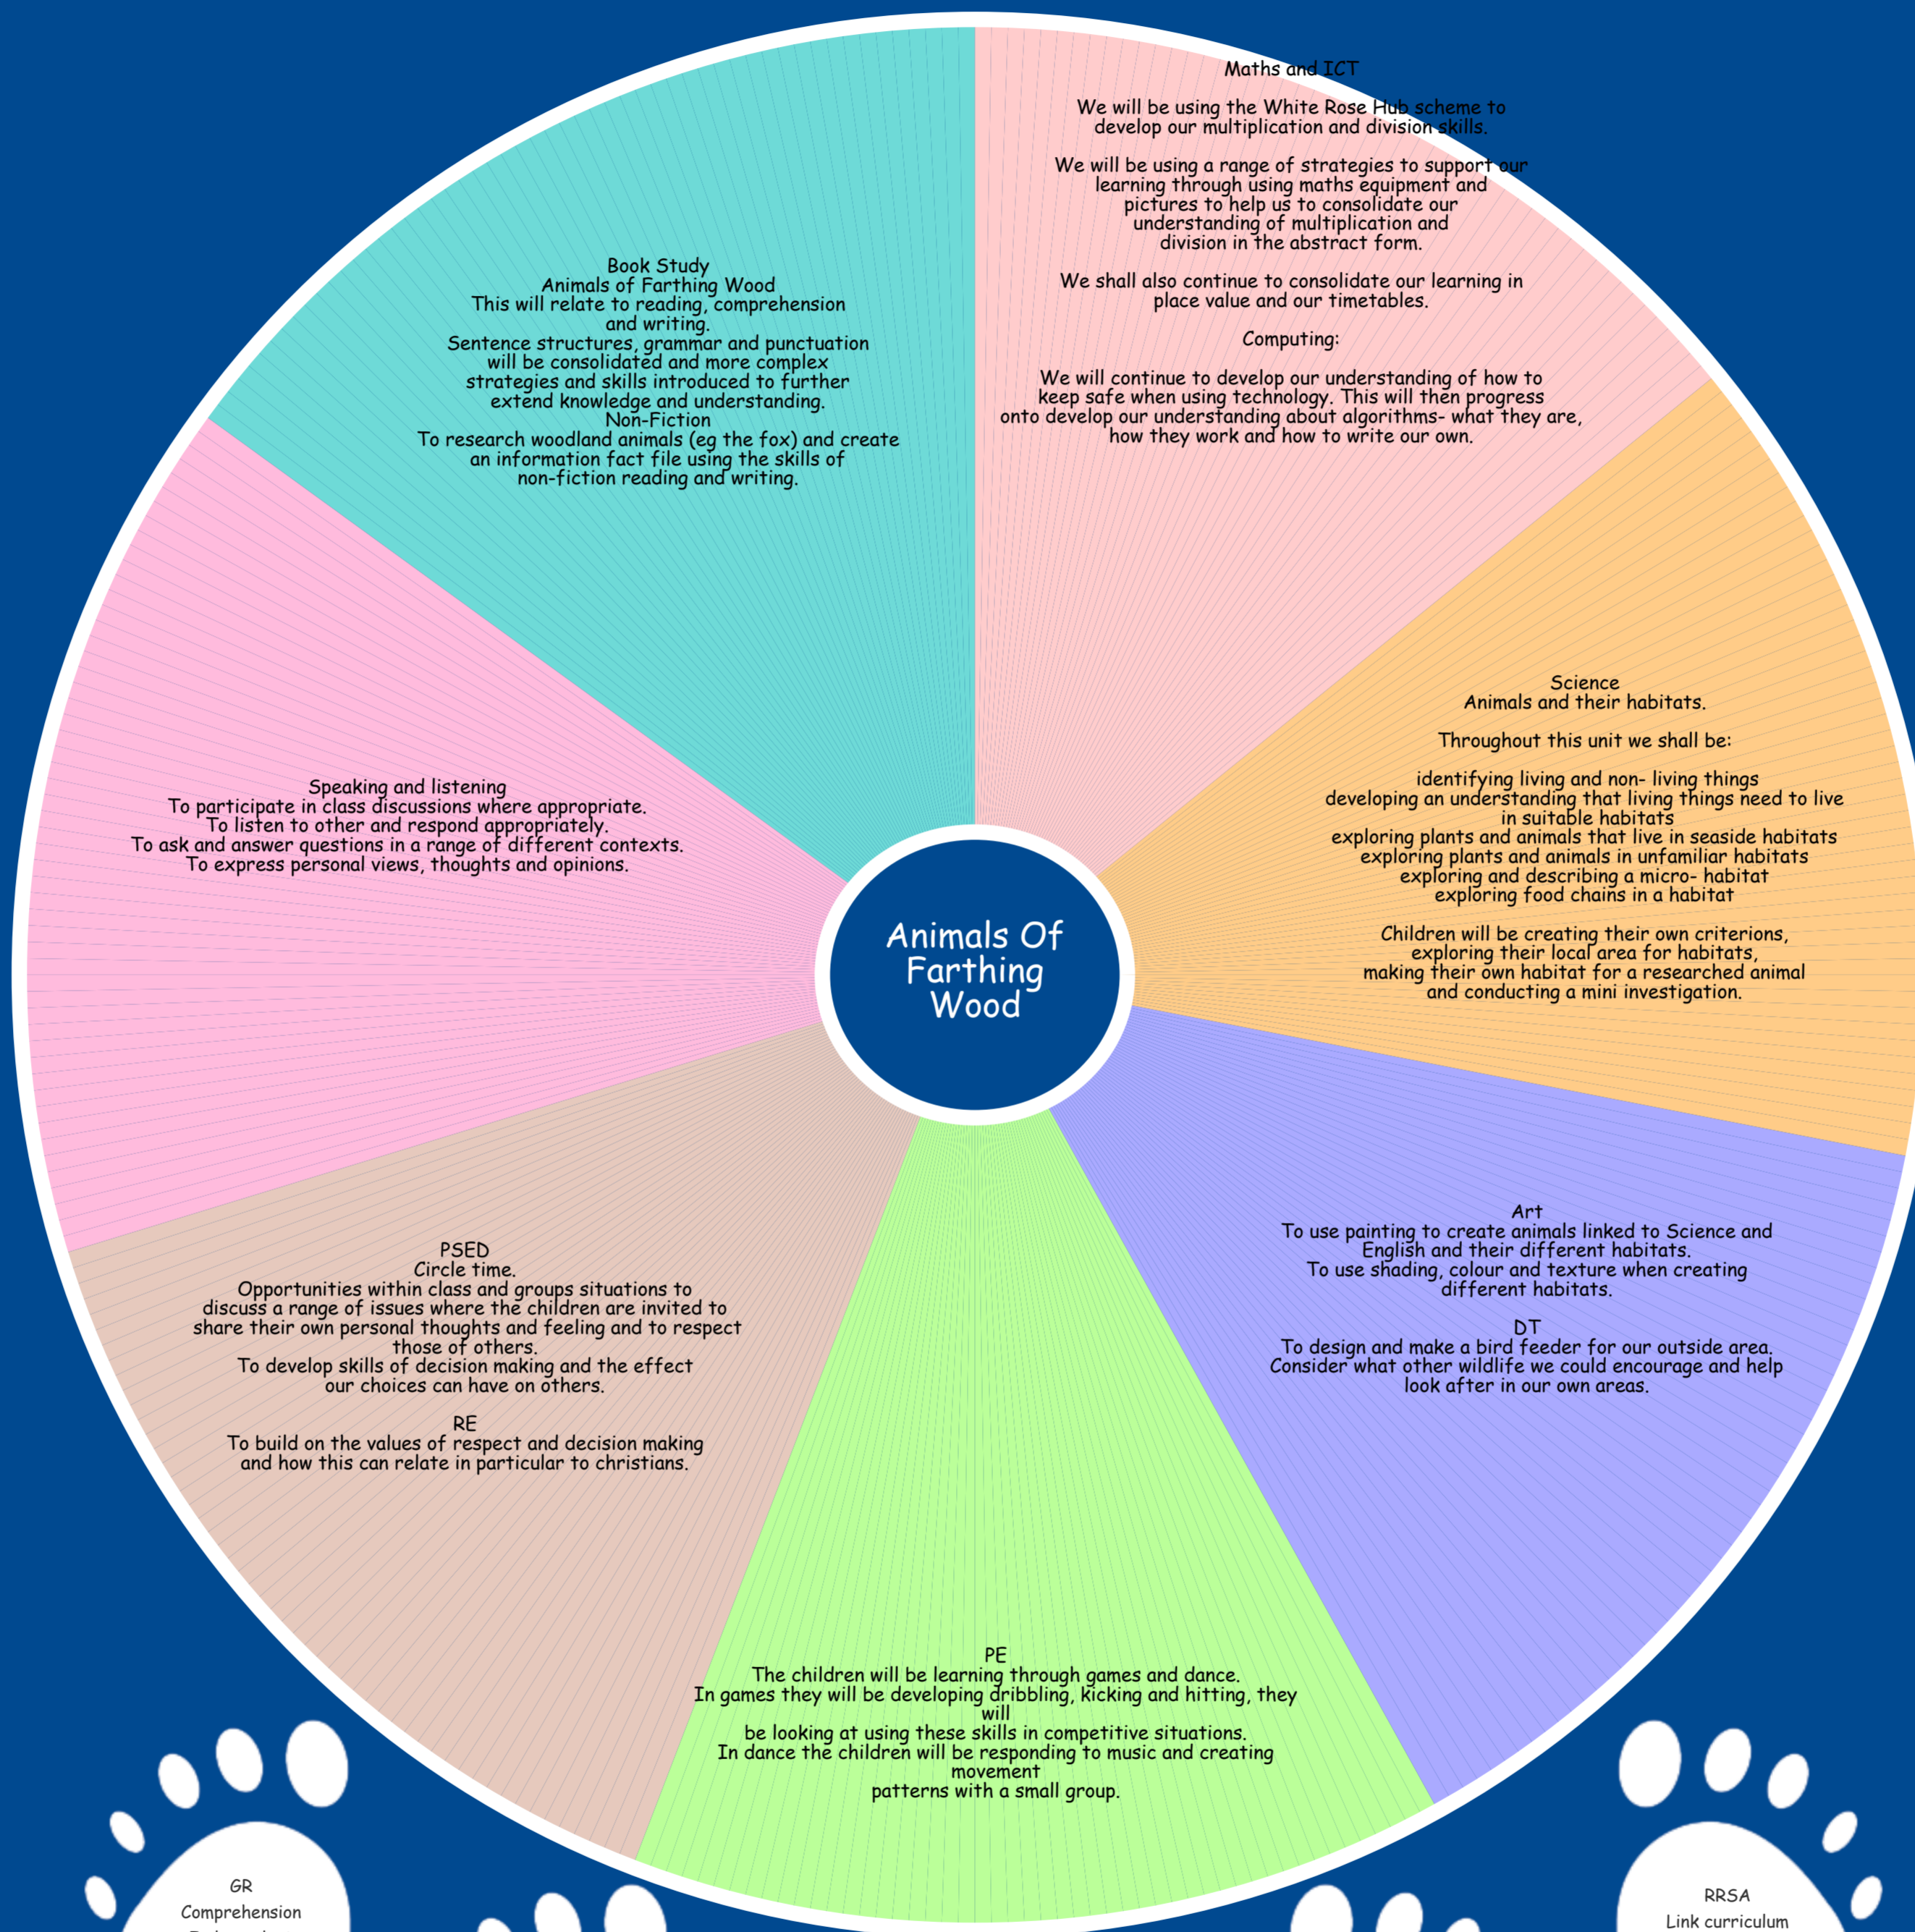 Maths and ICT
We will be using the White Rose Hub scheme to
develop our multiplication and division skills.
We will be using a range of strategies to support our
learning through using maths equipment and
pictures to help us to consolidate our
understanding of multiplication and
division in the abstract form.
We shall also continue to consolidate our learning in
place value and our timetables.
Computing:
We will continue to develop our understanding of how to
keep safe when using technology. This will then progress
onto develop our understanding about algorithms- what they are,
how they work and how to write our own.
Book Study
Animals of Farthing Wood
This will relate to reading, comprehension
and writing.
Sentence structures, grammar and punctuation
will be consolidated and more complex
strategies and skills introduced to further
extend knowledge and understanding.
Non-Fiction
To research woodland animals (eg the fox) and create
an information fact file using the skills of
non-fiction reading and writing.
Science
Animals and their habitats.
Throughout this unit we shall be:
identifying living and non- living things
developing an understanding that living things need to live
in suitable habitats
exploring plants and animals that live in seaside habitats
exploring plants and animals in unfamiliar habitats
exploring and describing a micro- habitat
exploring food chains in a habitat
Children will be creating their own criterions,
exploring their local area for habitats,
making their own habitat for a researched animal
and conducting a mini investigation.
Speaking and listening
To participate in class discussions where appropriate.
To listen to other and respond appropriately.
To ask and answer questions in a range of different contexts.
To express personal views, thoughts and opinions.
Animals Of
Farthing
Wood
Art
To use painting to create animals linked to Science and
English and their different habitats.
To use shading, colour and texture when creating
different habitats.
DT
To design and make a bird feeder for our outside area.
Consider what other wildlife we could encourage and help
look after in our own areas.
PSED
Circle time.
Opportunities within class and groups situations to
discuss a range of issues where the children are invited to
share their own personal thoughts and feeling and to respect
those of others.
To develop skills of decision making and the effect
our choices can have on others.
RE
To build on the values of respect and decision making
and how this can relate in particular to christians.
PE
The children will be learning through games and dance.
In games they will be developing dribbling, kicking and hitting, they
will
be looking at using these skills in competitive situations.
In dance the children will be responding to music and creating
movement
patterns with a small group.
GR
Comprehension
RRSA
Link curriculum